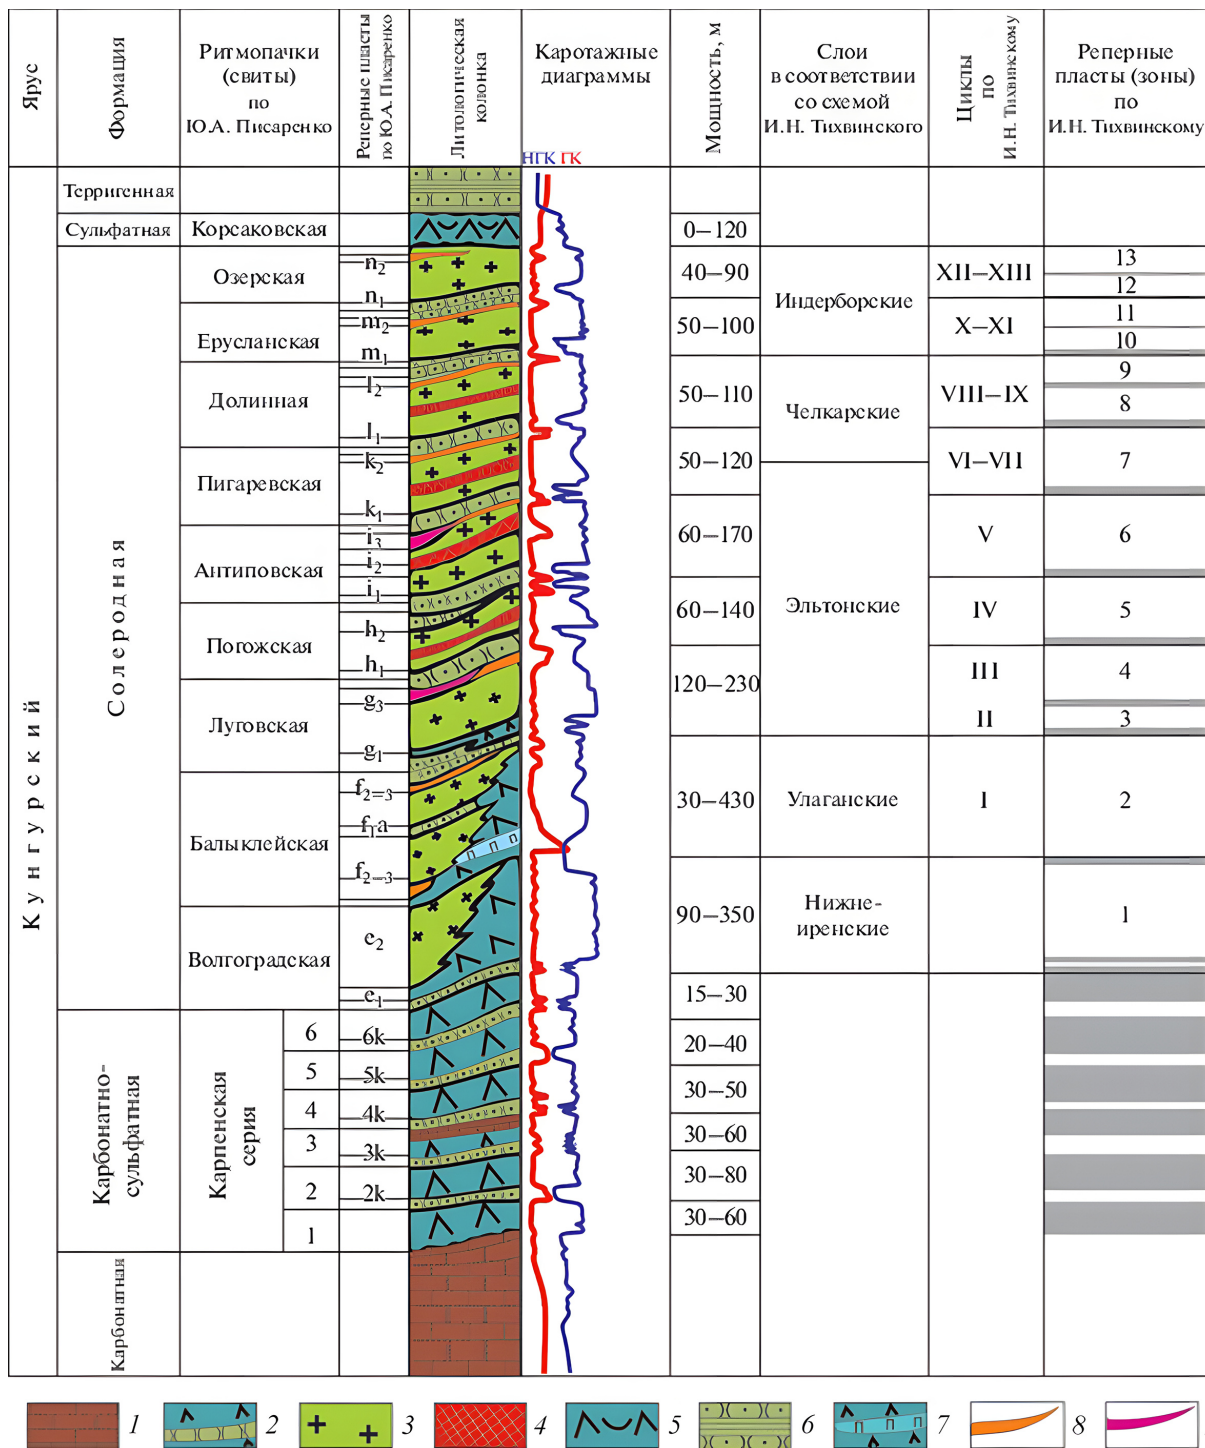 Ярус
Формация
Ритмопачки
(свиты)
по
Ю.А. Писаренко
Реперные пласты
по Ю.А. Писаренко
Литологическая
колонка
Каротажные
диаграммы
НГК ГК
Мощность, м
Слои
в соответствии
со схемой
И.Н. Тихвинского
Циклы
по
И.Н. Тихвинскому
Реперные
пласты (зоны)
по
И.Н. Тихвинскому
Кунгурский
Терригенная
Сульфатная
Солеродная
Карбонатно-
сульфатная
Карбонатная
Корсаковская
Озерская
Ерусланская
Долинная
Пигаревская
Антиповская
Погожская
Луговская
Балыклейская
Волгоградская
Карпенская
серия
6
5
4
3
2
1
n₂
n₁
m₂
m₁
l₂
l₁
k₂
k₁
i₃
i₂
i₁
h₂
h₁
g₃
g₁
f₂₌₃
f₁a
f₂₌₃
e₂
e₁
6k
5k
4k
3k
2k
0–120
40–90
50–100
50–110
50–120
60–170
60–140
120–230
30–430
90–350
15–30
20–40
30–50
30–60
30–80
30–60
Индерборские
Челкарские
Эльтонские
Улаганские
Нижне-
иренские
XII–XIII
X–XI
VIII–IX
VI–VII
V
IV
III
II
I
13
12
11
10
9
8
7
6
5
4
3
2
1
1 2 3 4 5 6 7 8